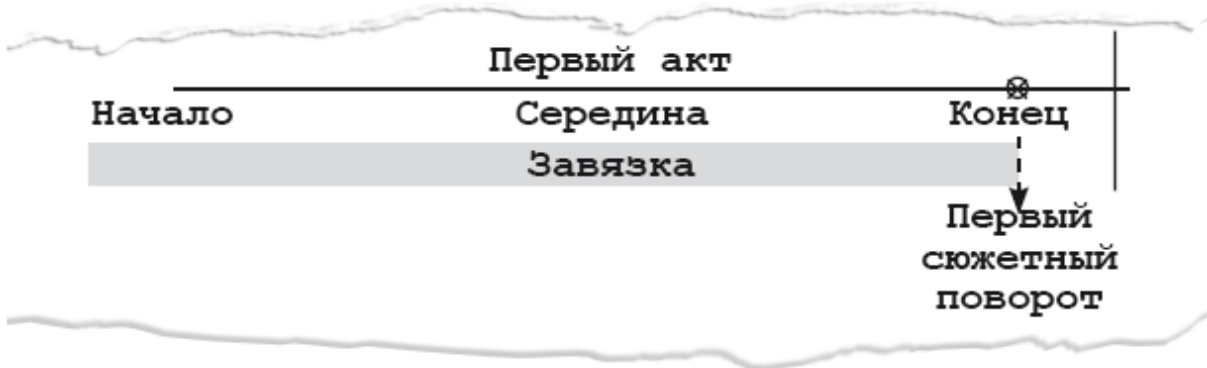 Первый акт
Начало Середина Конец
Завязка
Первый
сюжетный
поворот